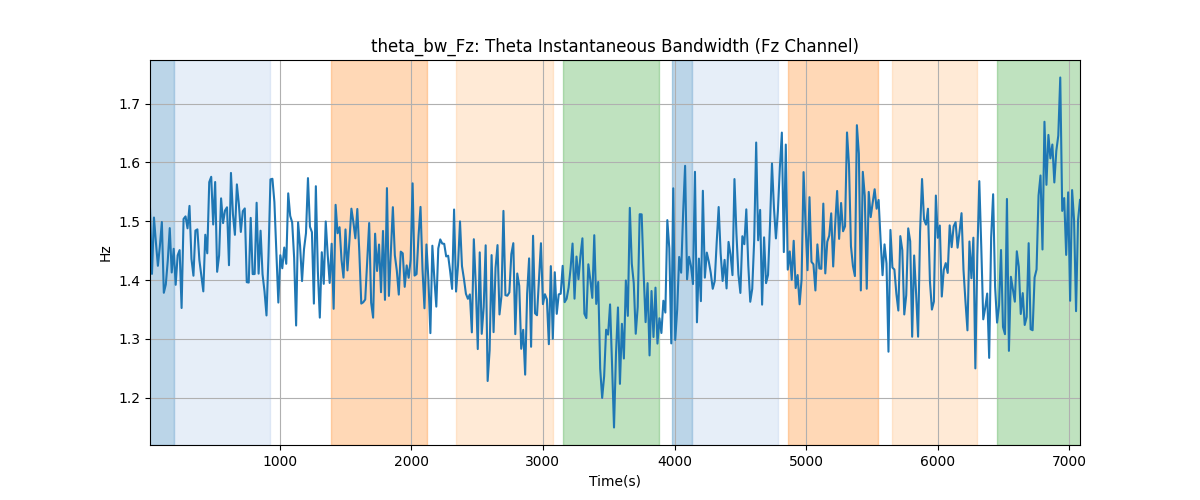 theta_bw_Fz: Theta Instantaneous Bandwidth (Fz Channel)
Hz
1.7
1.6
1.5
1.4
1.3
1.2
1000 2000 3000 4000 5000 6000 7000
Time(s)